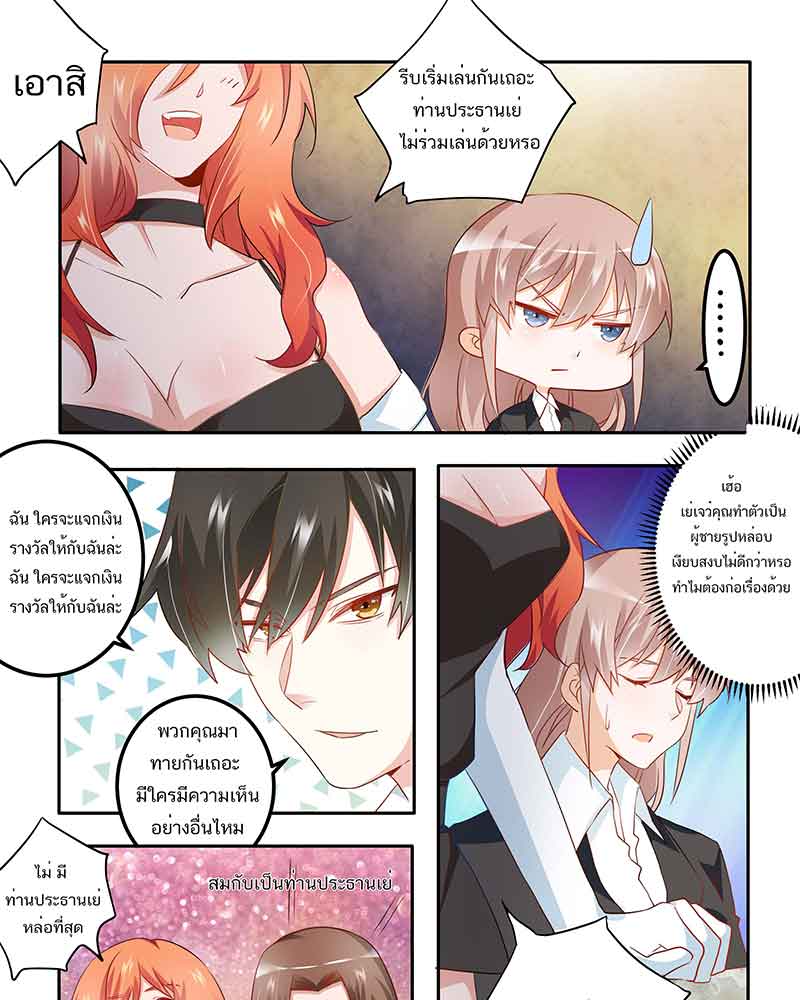 เอาสิ
รีบเริ่มเล่นกันเถอะ
ท่านประธานเย่
ไม่ร่วมเล่นด้วยหรอ
......
ฉัน ใครจะแจกเงิน
รางวัลให้กับฉันล่ะ
ฉัน ใครจะแจกเงิน
รางวัลให้กับฉันล่ะ
พวกคุณมา
ทายกันเถอะ
มีใครมีความเห็น
อย่างอื่นไหม
เฮ้อ
เย่เจว๋คุณทำตัวเป็น
ผู้ชายรูปหล่อบ
เงียบสงบไม่ดีกว่าหรอ
ทำไมต้องก่อเรื่องด้วย
ไม่ มี
ท่านประธานเย่
หล่อที่สุด
สมกับเป็นท่านประธานเย่